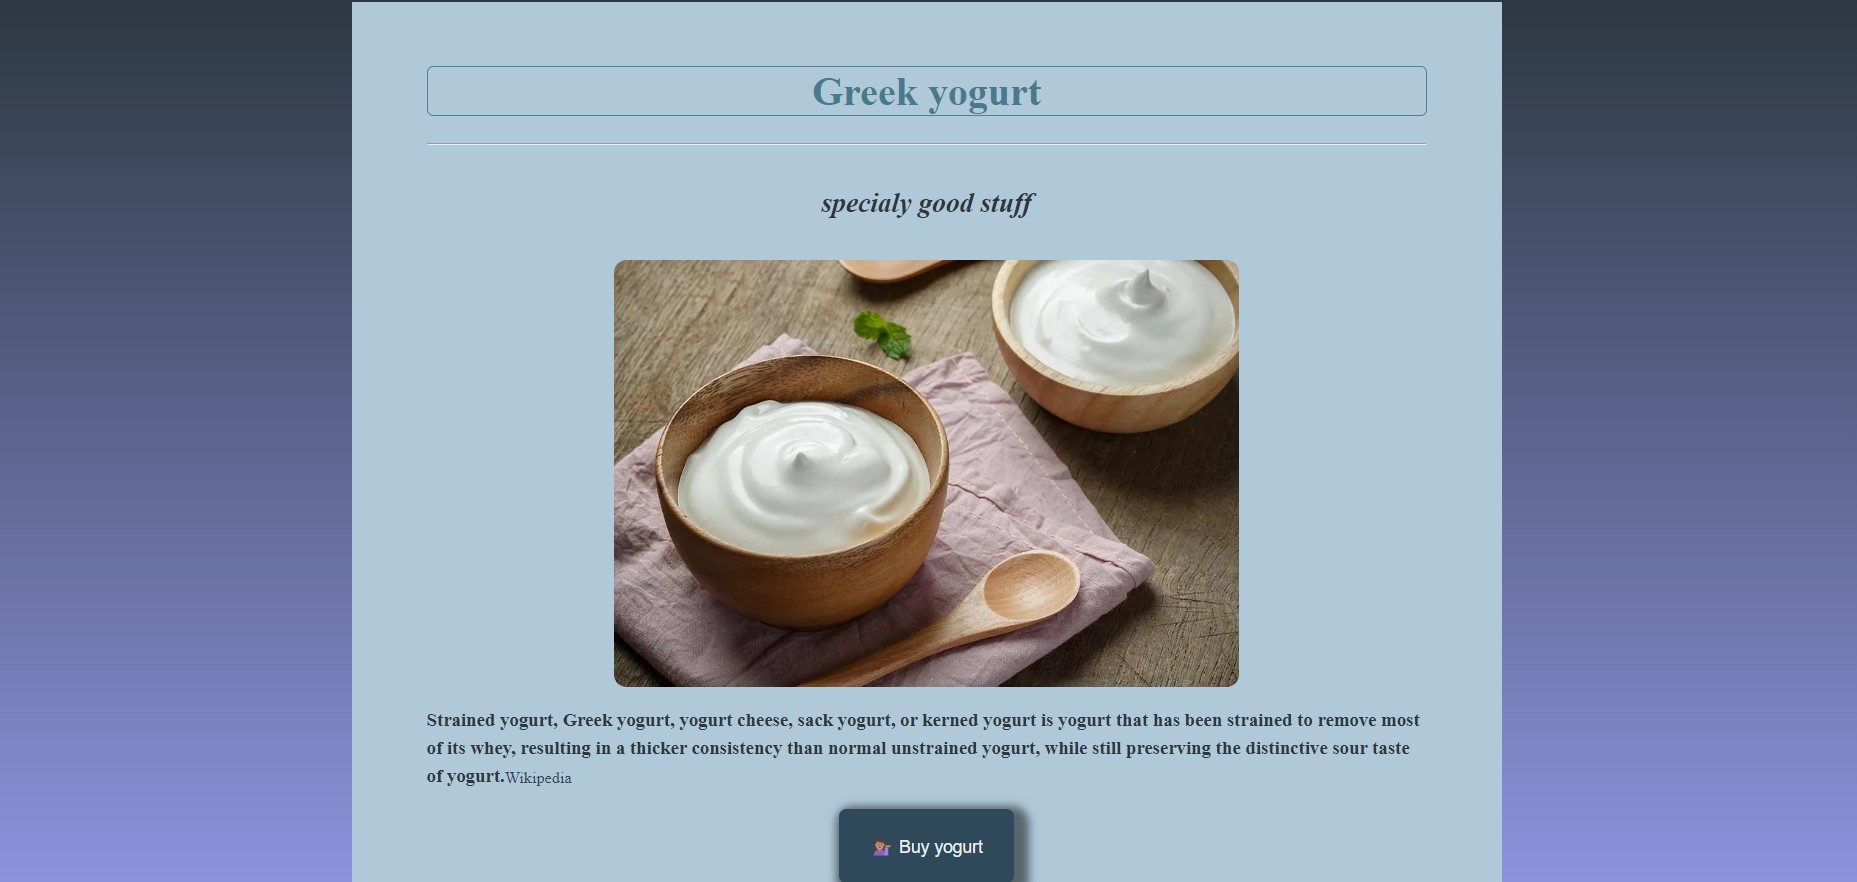 Greek yogurt
specialy good stuff
Strained yogurt, Greek yogurt, yogurt cheese, sack yogurt, or kerned yogurt is yogurt that has been strained to remove most
of its whey, resulting in a thicker consistency than normal unstrained yogurt, while still preserving the distinctive sour taste
of yogurt.Wikipedia
💁🏽 Buy yogurt